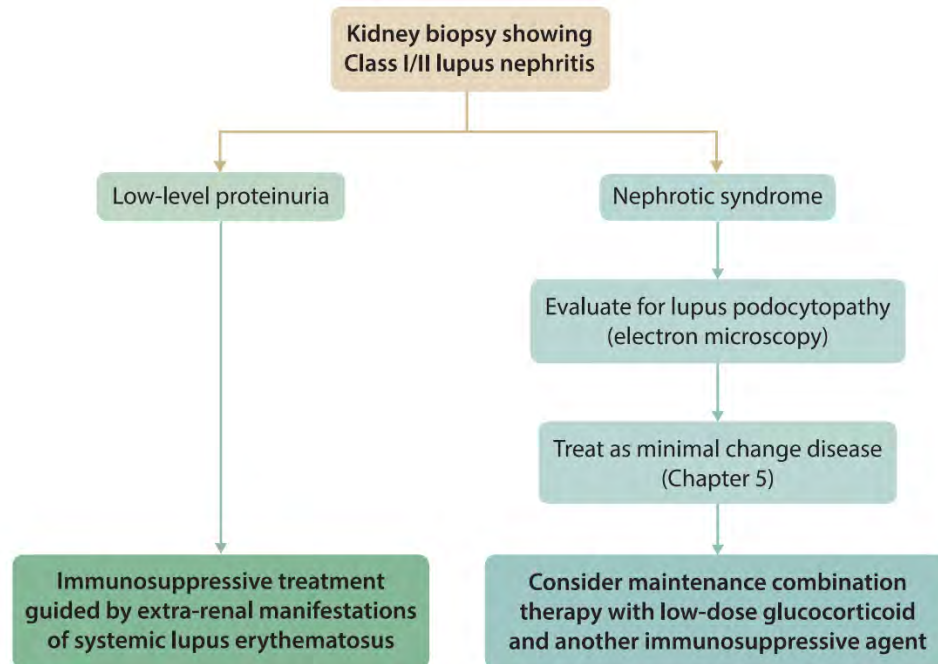 Kidney biopsy showing
Class I/II lupus nephritis
Low-level proteinuria
Nephrotic syndrome
Evaluate for lupus podocytopathy
(electron microscopy)
Treat as minimal change disease
(Chapter 5)
Immunosuppressive treatment
guided by extra-renal manifestations
of systemic lupus erythematosus
Consider maintenance combination
therapy with low-dose glucocorticoid
and another immunosuppressive agent